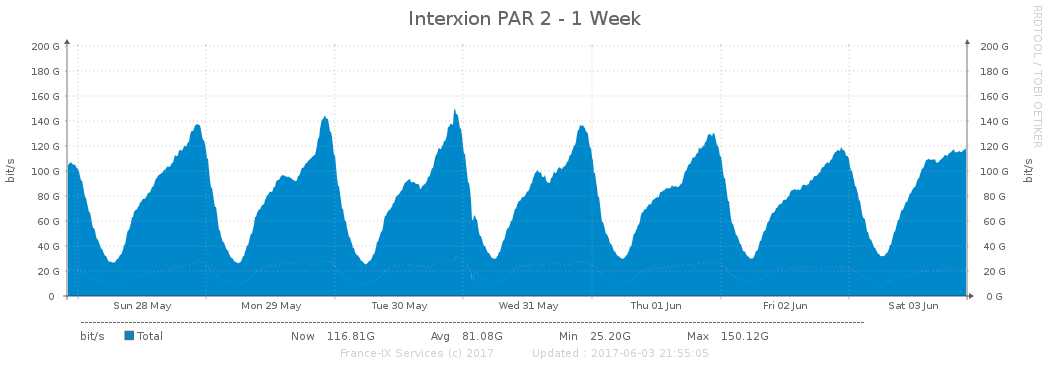 Interxion PAR 2 - 1 Week
RRDTOOL / TOBI OETIKER
200 G 200 G
180 G 180 G
160 G 160 G
140 G 140 G
120 G 120 G
100 G 100 G
80 G 80 G
60 G 60 G
40 G 40 G
20 G 20 G
0 0 G
bit/s bit/s
Sun 28 May Mon 29 May Tue 30 May Wed 31 May Thu 01 Jun Fri 02 Jun Sat 03 Jun
bit/s Total Now 116.81G Avg 81.08G Min 25.20G Max 150.12G
France-IX Services (c) 2017 Updated : 2017-06-03 21:55:05